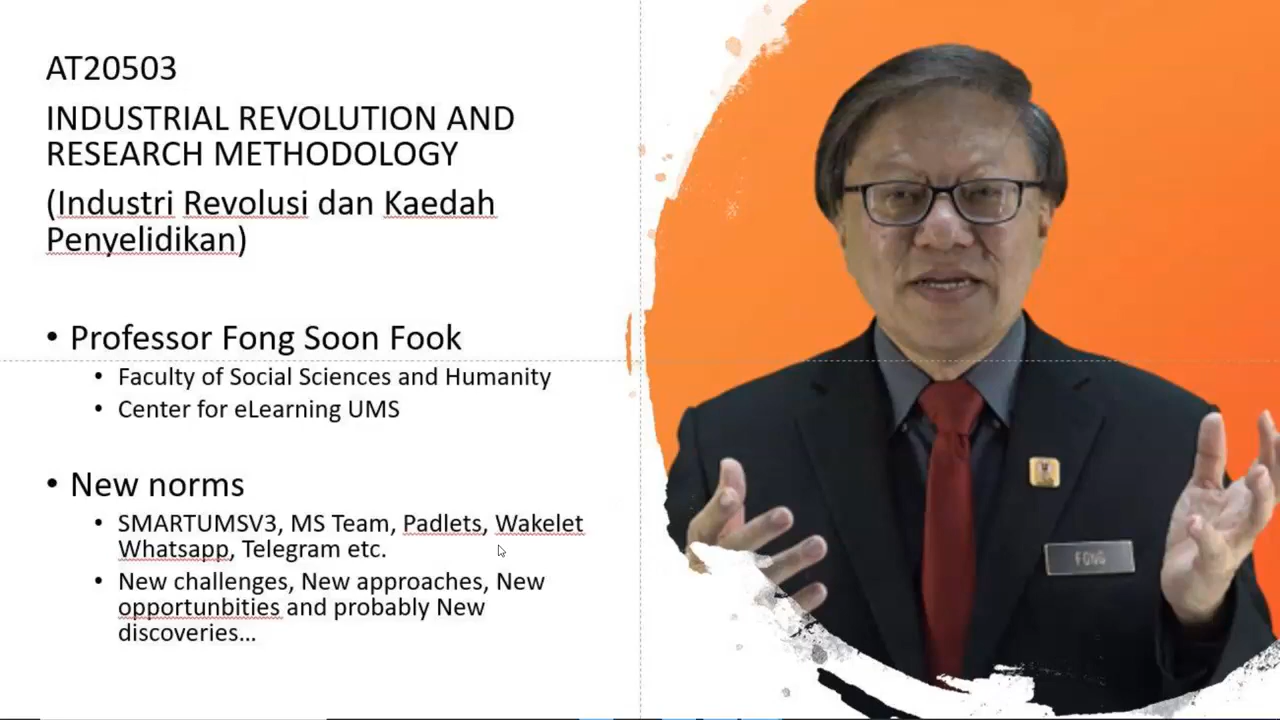 AT20503
INDUSTRIAL REVOLUTION AND
RESEARCH METHODOLOGY
(Industri Revolusi dan Kaedah
Penyelidikan)
• Professor Fong Soon Fook
• Faculty of Social Sciences and Humanity
• Center for eLearning UMS
• New norms
• SMARTUMSV3, MS Team, Padlets, Wakelet
Whatsapp, Telegram etc.
• New challenges, New approaches, New
opportunbities and probably New
discoveries…
FONG